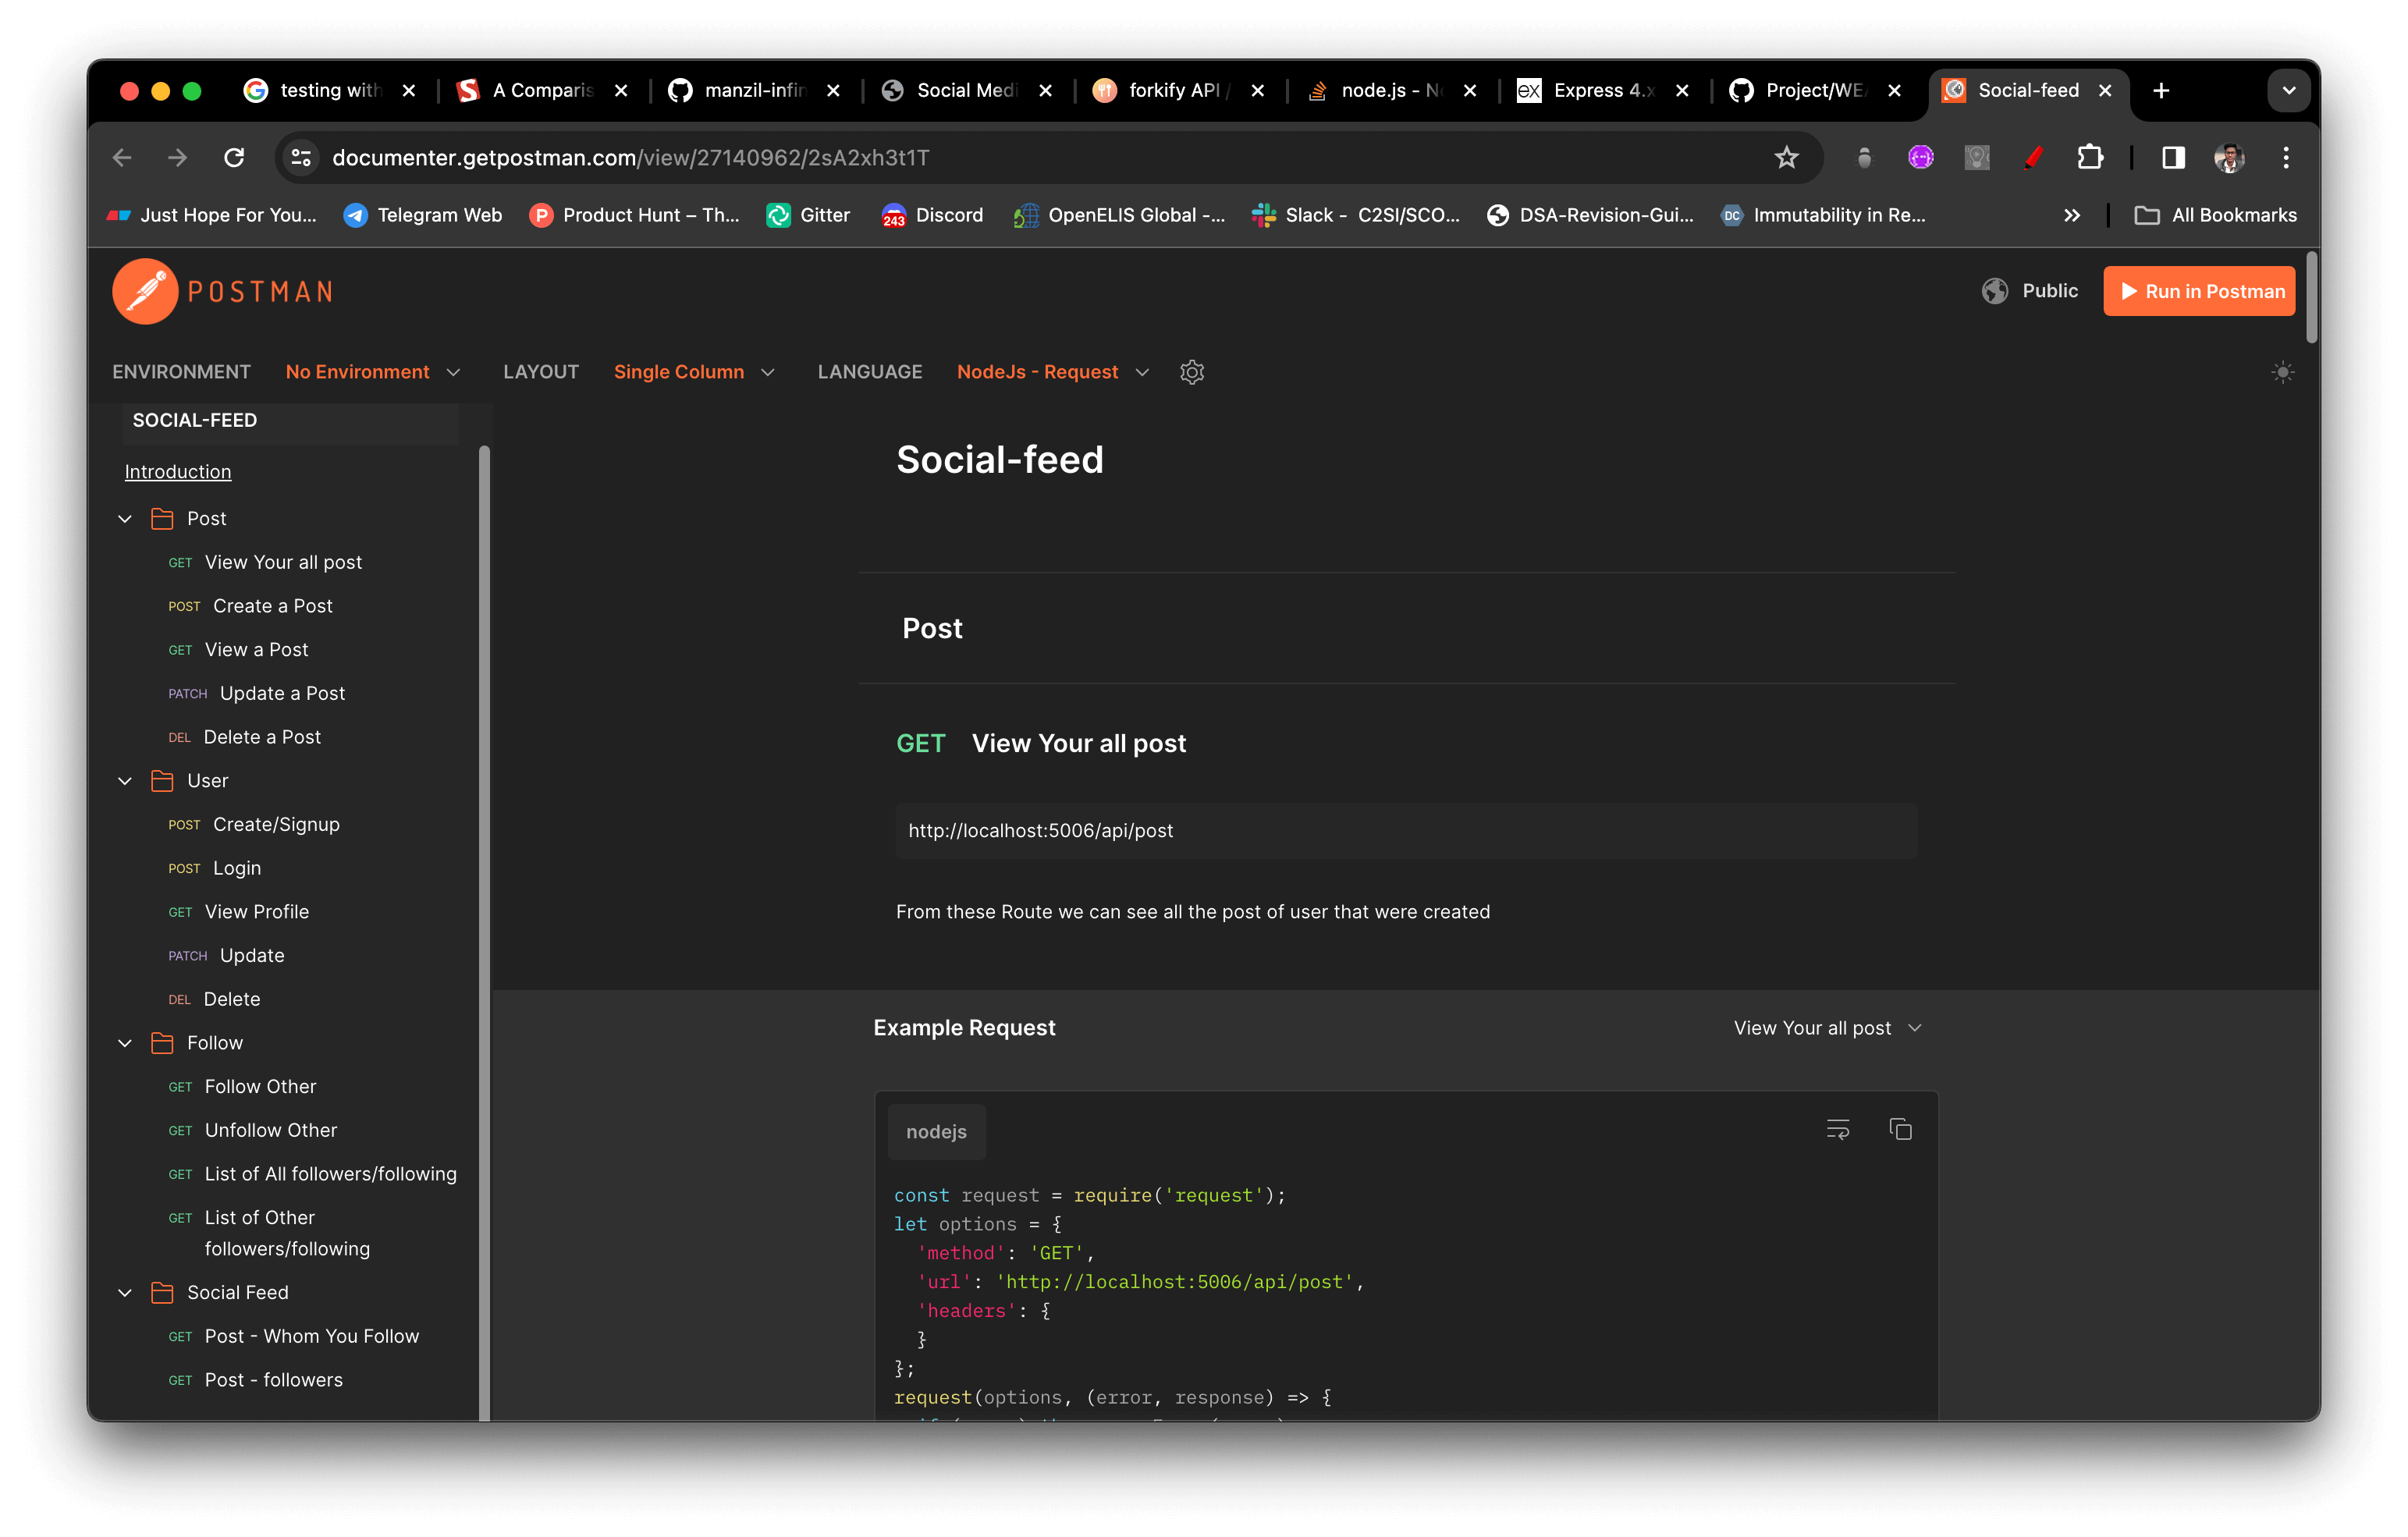 testing with
A Comparis
manzil-infin
Social Medi
forkify API /
node.js - N
Express 4.x
Project/WEA
Social-feed
documenter.getpostman.com/view/27140962/2sA2xh3t1T
Just Hope For You...
Telegram Web
Product Hunt – Th...
Gitter
243
Discord
OpenELIS Global -...
Slack - C2SI/SCO...
DSA-Revision-Gui...
DC
Immutability in Re...
All Bookmarks
POSTMAN
Public
Run in Postman
ENVIRONMENT No Environment LAYOUT Single Column LANGUAGE NodeJs - Request
SOCIAL-FEED
Introduction
Post
GET View Your all post
POST Create a Post
GET View a Post
PATCH Update a Post
DEL Delete a Post
User
POST Create/Signup
POST Login
GET View Profile
PATCH Update
DEL Delete
Follow
GET Follow Other
GET Unfollow Other
GET List of All followers/following
GET List of Other
followers/following
Social Feed
GET Post - Whom You Follow
GET Post - followers
Social-feed
Post
GET View Your all post
http://localhost:5006/api/post
From these Route we can see all the post of user that were created
Example Request
View Your all post
nodejs
const request = require('request');
let options = {
'method': 'GET',
'url': 'http://localhost:5006/api/post',
'headers': {
}
};
request(options, (error, response) => {